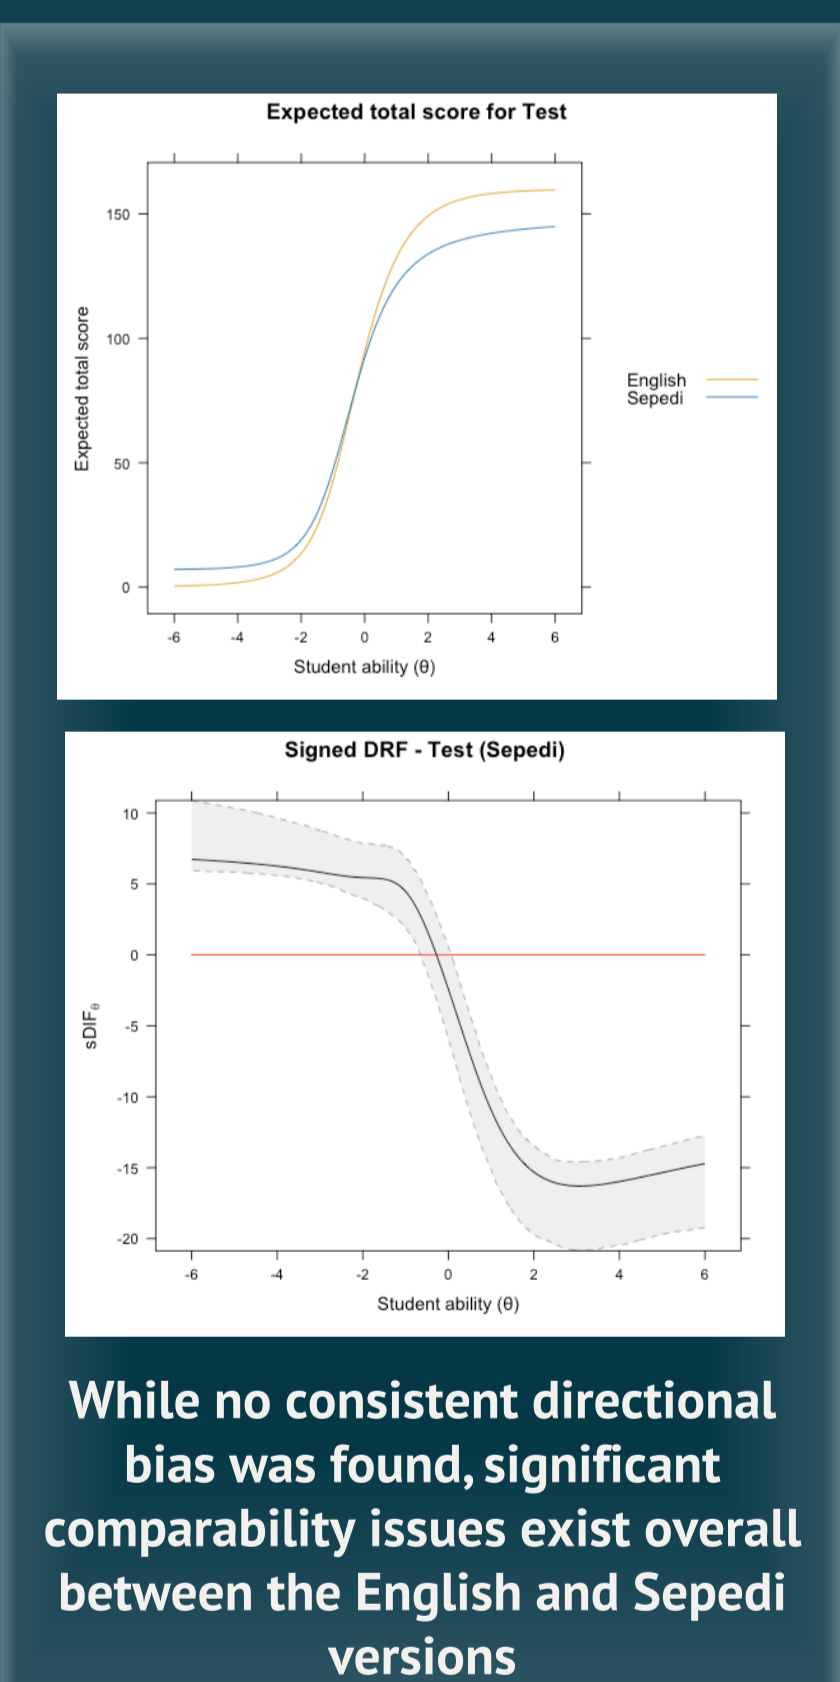 Expected total score for Test
150
100
50
0
Expected total score
-6 -4 -2 0 2 4 6
Student ability (θ)
English
Sepedi
Signed DRF - Test (Sepedi)
10
5
0
-5
-10
-15
-20
sDIFθ
-6 -4 -2 0 2 4 6
Student ability (θ)
While no consistent directional
bias was found, significant
comparability issues exist overall
between the English and Sepedi
versions